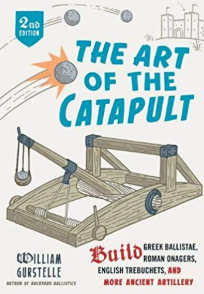 2ND
EDITION
THE ART
OF THE
CATAPULT
William
Gurstelle
AUTHOR OF BACKYARD BALLISTICS
Build GREEK BALLISTAE,
ROMAN ONAGERS,
ENGLISH TREBUCHETS, AND
MORE ANCIENT ARTILLERY